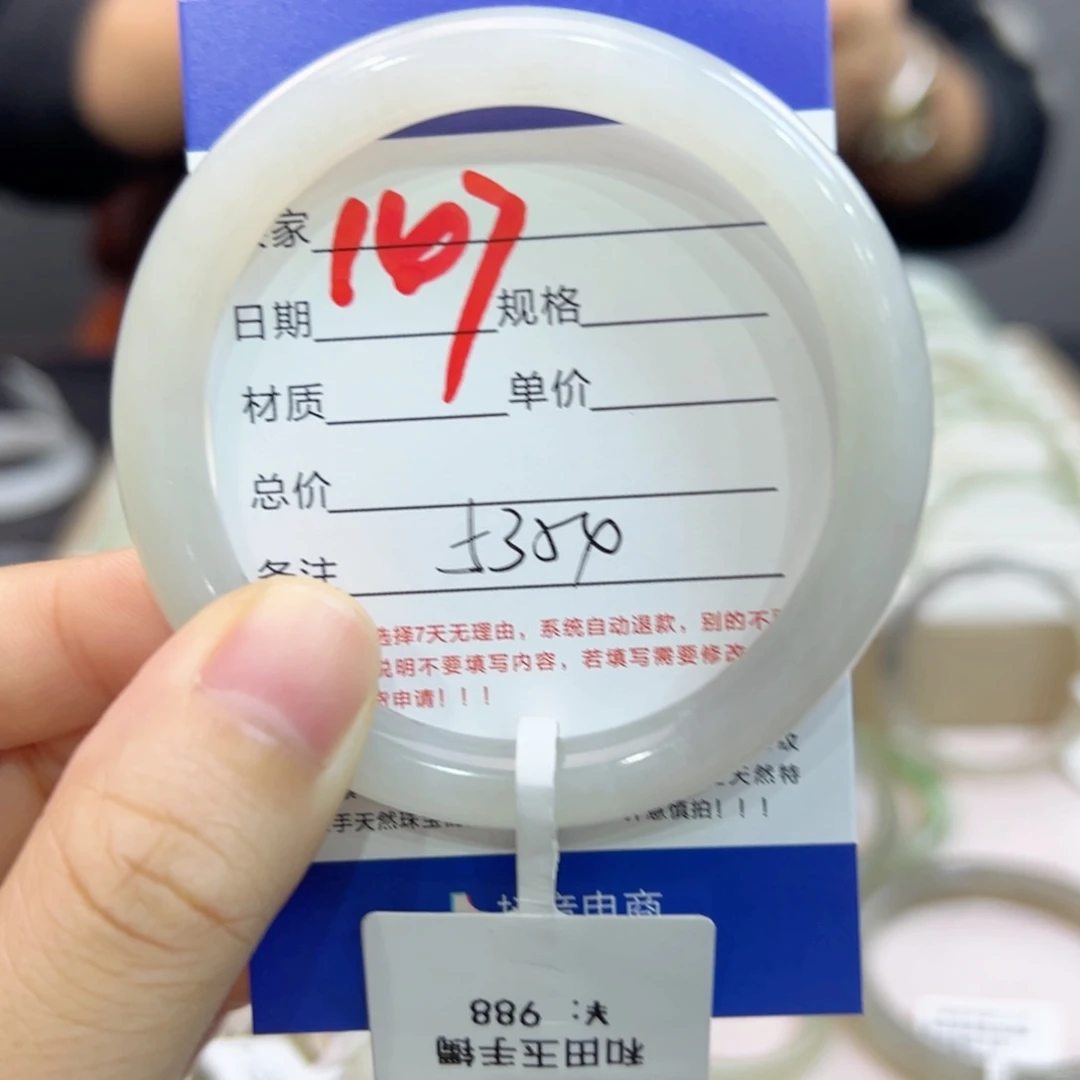 家 167
日期 规格
材质 单价
总价
备注
选择7天无理由，系统自动退款，别的不
说明不要填写内容，若填写需要修改
申请！！！
天然特
手天然珠宝 慎拍！！！
抖音电商
988
和田玉手镯